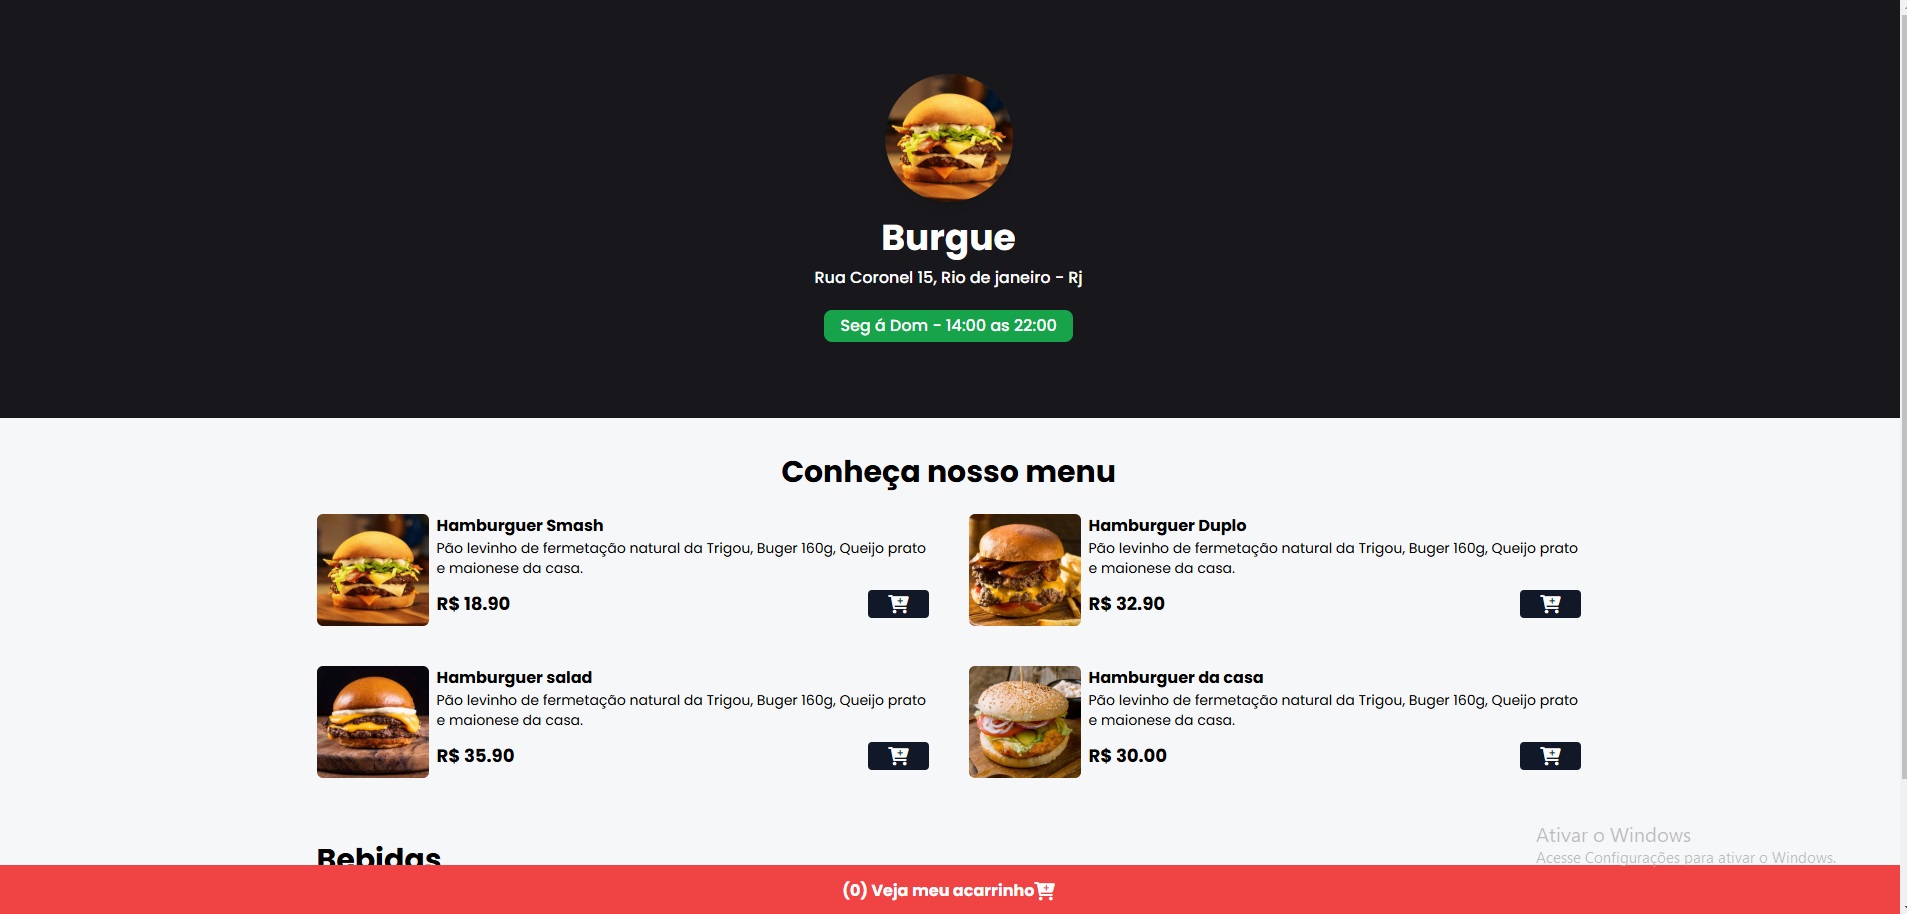 Burgue
Rua Coronel 15, Rio de janeiro - Rj
Seg á Dom - 14:00 as 22:00
Conheça nosso menu
Hamburguer Smash
Pão levinho de fermetação natural da Trigou, Buger 160g, Queijo prato
e maionese da casa.
R$ 18.90
Hamburguer Duplo
Pão levinho de fermetação natural da Trigou, Buger 160g, Queijo prato
e maionese da casa.
R$ 32.90
Hamburguer salad
Pão levinho de fermetação natural da Trigou, Buger 160g, Queijo prato
e maionese da casa.
R$ 35.90
Hamburguer da casa
Pão levinho de fermetação natural da Trigou, Buger 160g, Queijo prato
e maionese da casa.
R$ 30.00
Bebidas
Ativar o Windows
Acesse Configurações para ativar o Windows.
(0) Veja meu acarrinho